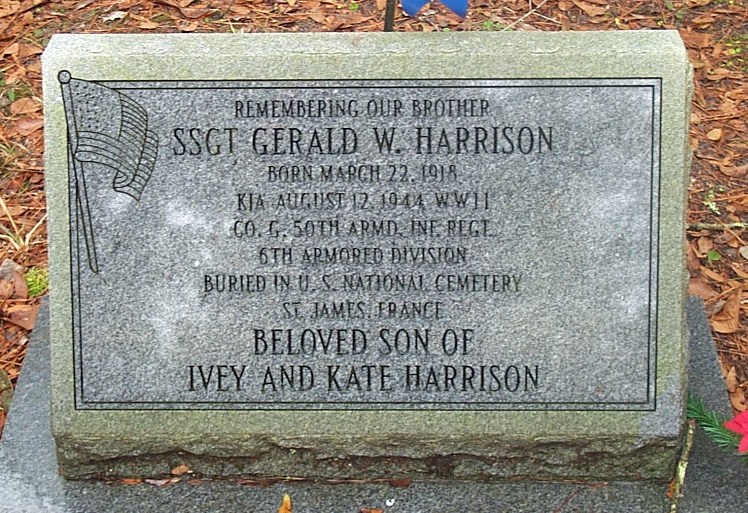 REMEMBERING OUR BROTHER
SSGT GERALD W. HARRISON
BORN MARCH 22, 1918
KIA AUGUST 12, 1944 WW11
CO. G. 50TH ARMD. INF. REGT.
6TH ARMORED DIVISION
BURIED IN U. S. NATIONAL CEMETERY
ST. JAMES, FRANCE
BELOVED SON OF
IVEY AND KATE HARRISON